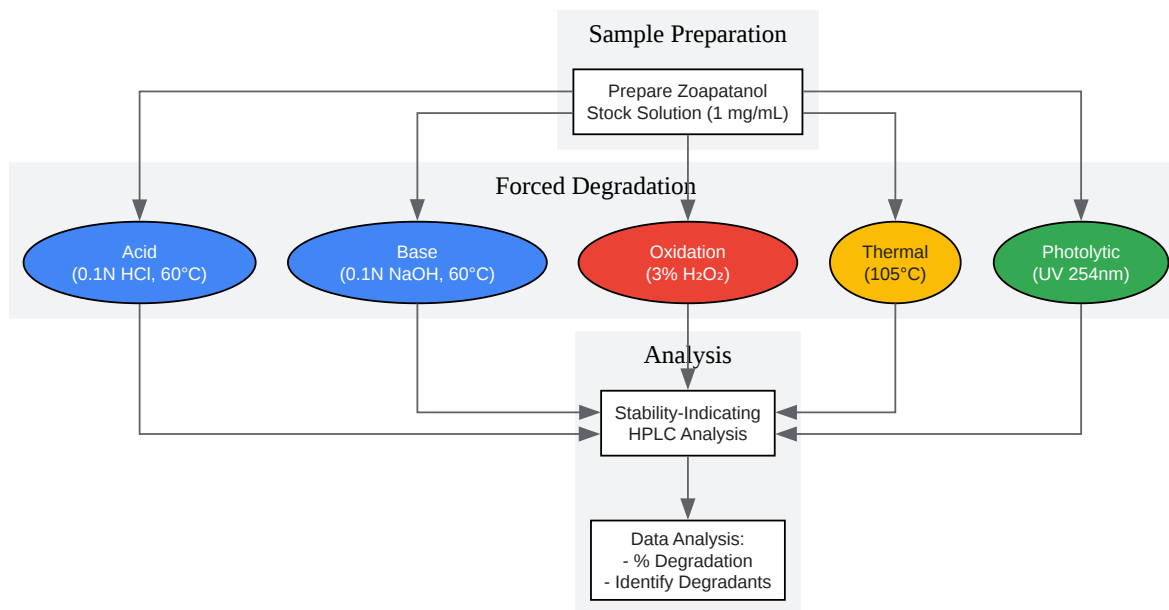 Sample Preparation
Prepare Zoapatanol
Stock Solution (1 mg/mL)
Forced Degradation
Acid
(0.1N HCl, 60°C)
Base
(0.1N NaOH, 60°C)
Oxidation
(3% H₂O₂)
Thermal
(105°C)
Photolytic
(UV 254nm)
Analysis
Stability-Indicating
HPLC Analysis
Data Analysis:
- % Degradation
- Identify Degradants